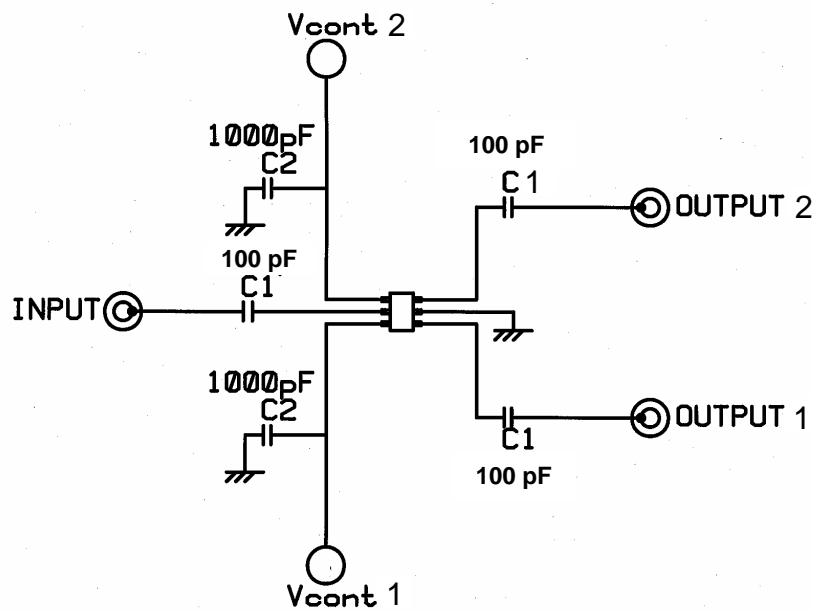 Vcont 2
1000pF
C2
100 pF
C1
OUTPUT 2
100 pF
C1
INPUT
1000pF
C2
OUTPUT 1
C1
100 pF
Vcont 1